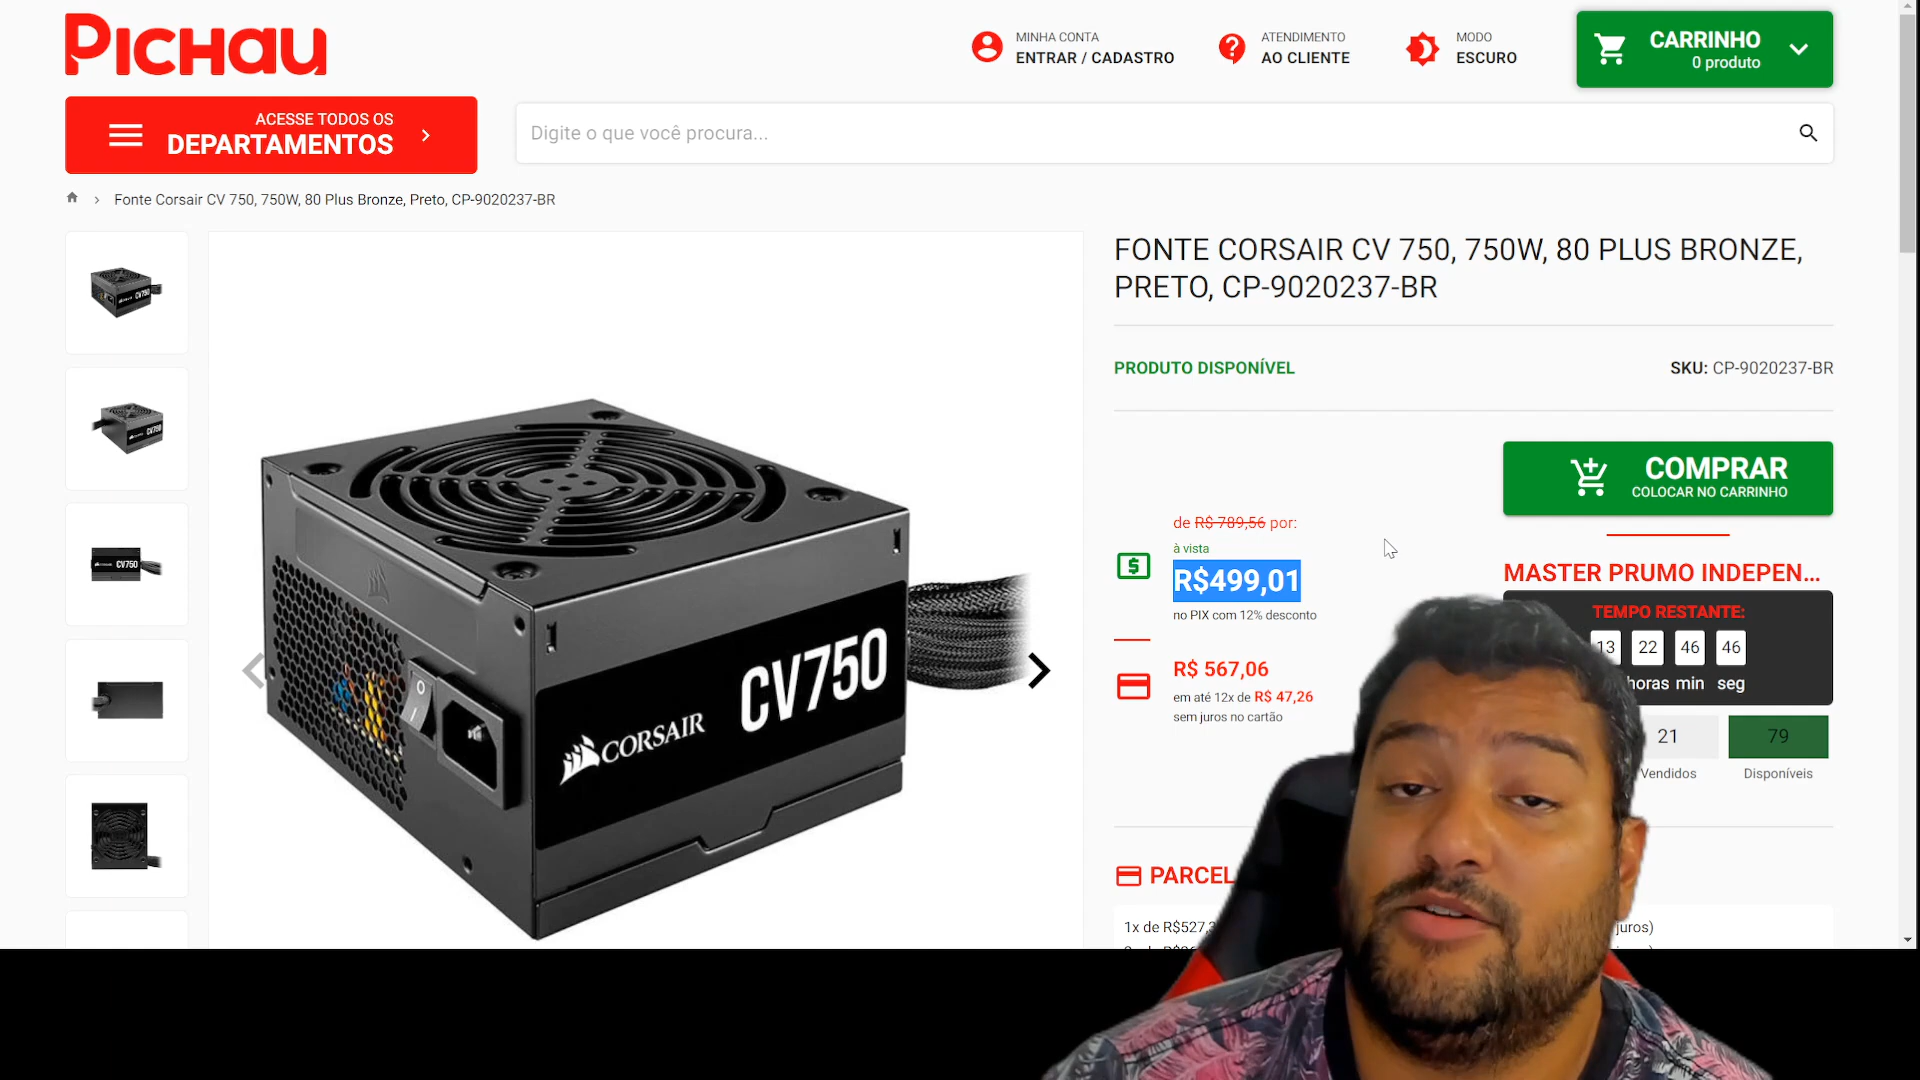 PICHAU
MINHA CONTA
ENTRAR / CADASTRO
ATENDIMENTO
AO CLIENTE
MODO
ESCURO
CARRINHO
0 produto
ACESSE TODOS OS
DEPARTAMENTOS
Digite o que você procura...
Fonte Corsair CV 750, 750W, 80 Plus Bronze, Preto, CP-9020237-BR
FONTE CORSAIR CV 750, 750W, 80 PLUS BRONZE,
PRETO, CP-9020237-BR
PRODUTO DISPONÍVEL
SKU: CP-9020237-BR
COMPRAR
COLOCAR NO CARRINHO
de R$ 789,56 por:
à vista
R$499,01
no PIX com 12% desconto
R$ 567,06
em até 12x de R$ 47,26
sem juros no cartão
MASTER PRUMO INDEPEN...
TEMPO RESTANTE:
13 22 46 46
horas min seg
21 79
Vendidos Disponíveis
CORSAIR CV750
CV750
CV750
CV750
PARCEL
1x de R$527,3
juros)